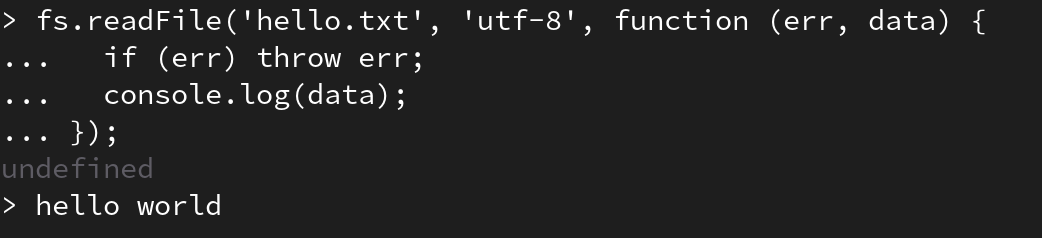 > fs.readFile('hello.txt', 'utf-8', function (err, data) {
...   if (err) throw err;
...   console.log(data);
... });
undefined
> hello world